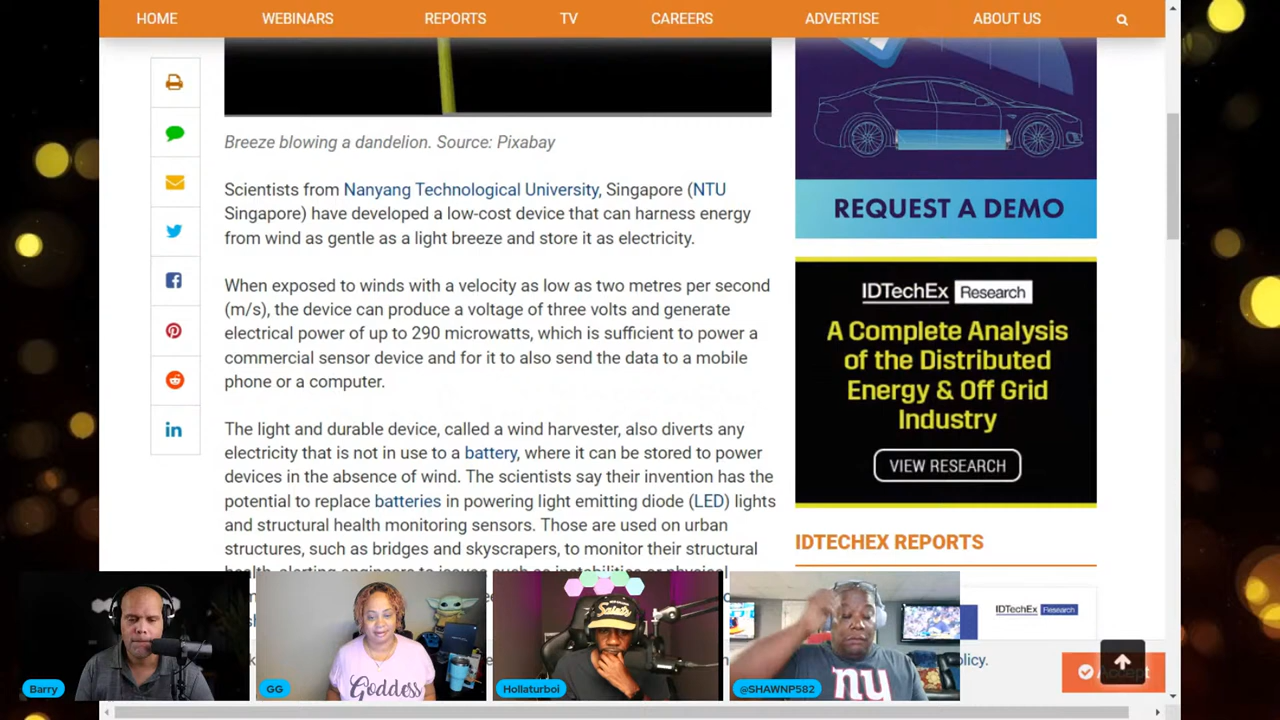 HOME WEBINARS REPORTS TV CAREERS ADVERTISE ABOUT US
Breeze blowing a dandelion. Source: Pixabay
Scientists from Nanyang Technological University, Singapore (NTU
Singapore) have developed a low-cost device that can harness energy
from wind as gentle as a light breeze and store it as electricity.
When exposed to winds with a velocity as low as two metres per second
(m/s), the device can produce a voltage of three volts and generate
electrical power of up to 290 microwatts, which is sufficient to power a
commercial sensor device and for it to also send the data to a mobile
phone or a computer.
The light and durable device, called a wind harvester, also diverts any
electricity that is not in use to a battery, where it can be stored to power
devices in the absence of wind. The scientists say their invention has the
potential to replace batteries in powering light emitting diode (LED) lights
and structural health monitoring sensors. Those are used on urban
structures, such as bridges and skyscrapers, to monitor their structural
REQUEST A DEMO
IDTechEx Research
A Complete Analysis
of the Distributed
Energy & Off Grid
Industry
VIEW RESEARCH
IDTECHEX REPORTS
IDTechEx Research
Accept
Saints
Goddess
ny
Barry
GG
Hollaturboi
@SHAWNP582